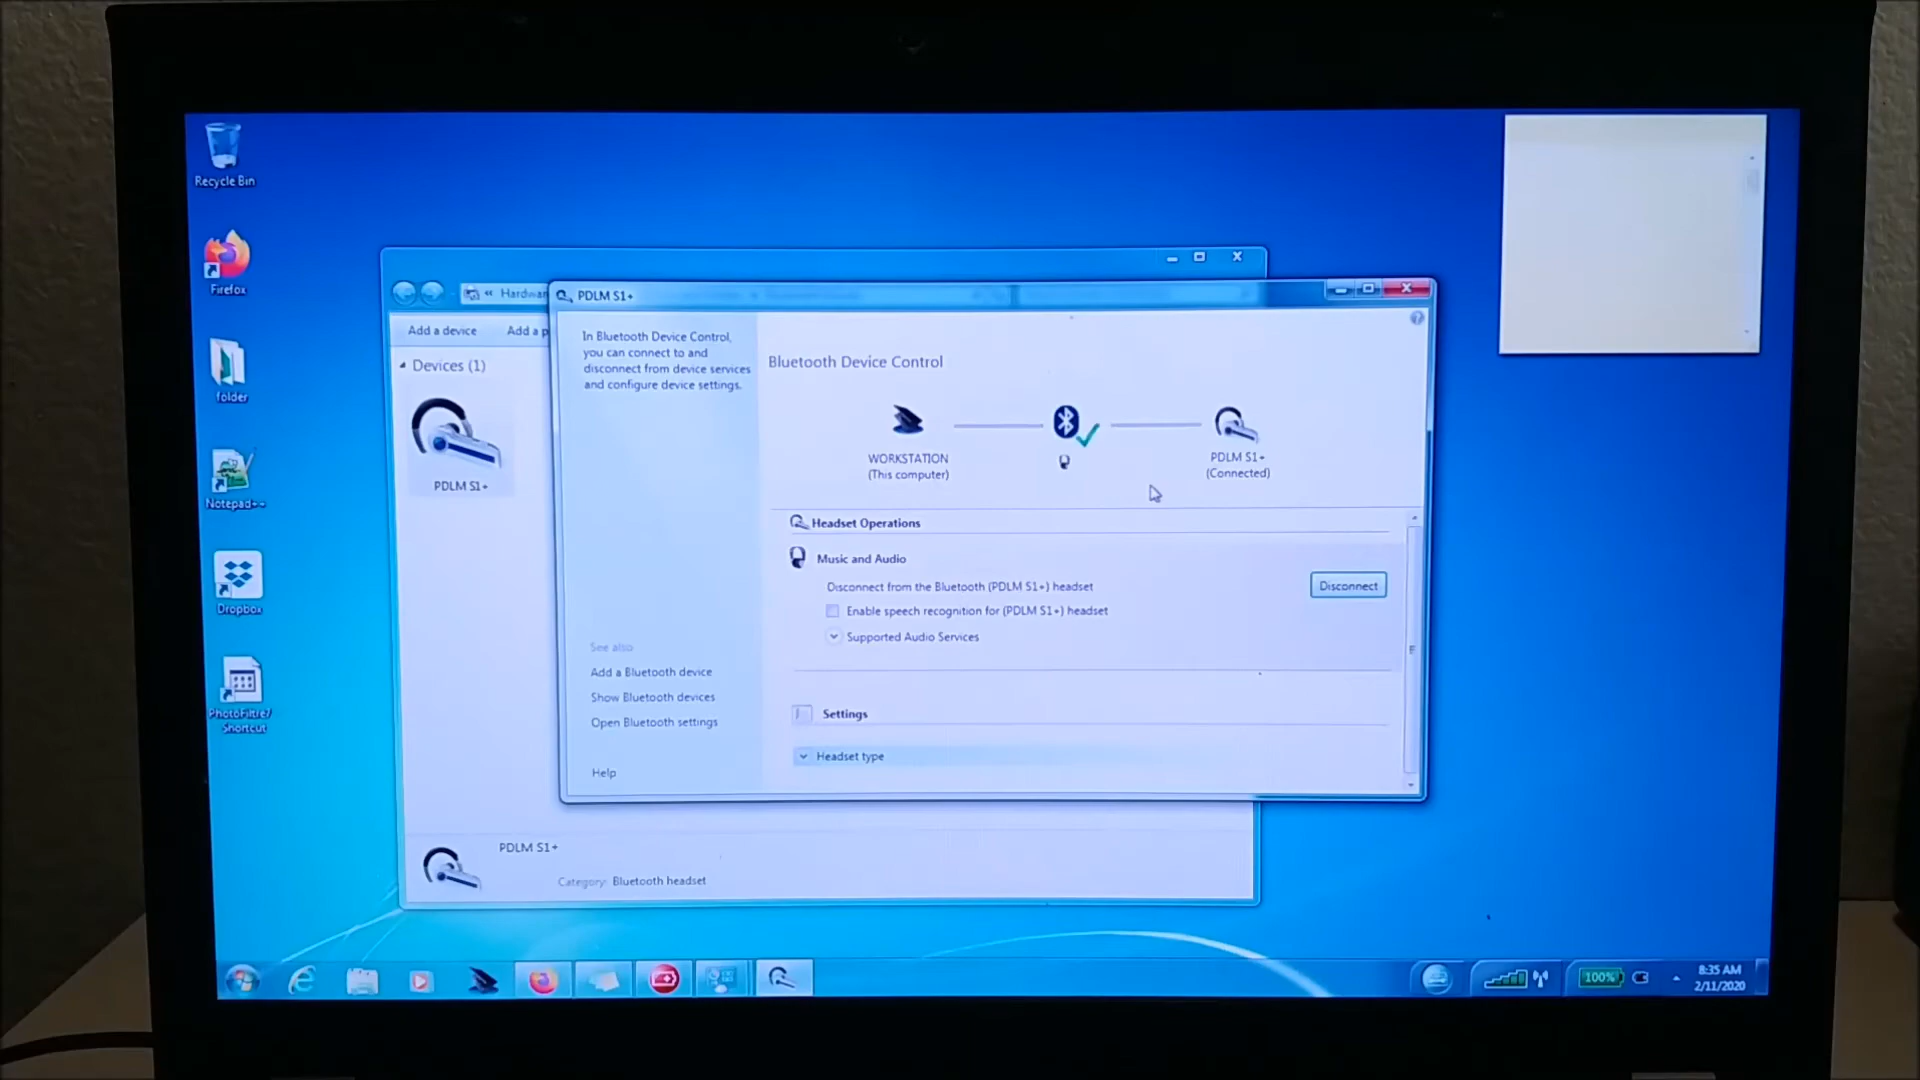 Recycle Bin
Firefox
folder
Notepad++
Dropbox
PhotoFiltre7
Shortcut
« Hardwar
Add a device
Add a p
Devices (1)
PDLM S1+
PDLM S1+
In Bluetooth Device Control,
you can connect to and
disconnect from device services
and configure device settings.
See also
Add a Bluetooth device
Show Bluetooth devices
Open Bluetooth settings
Help
Bluetooth Device Control
WORKSTATION
(This computer)
PDLM S1+
(Connected)
Headset Operations
Music and Audio
Disconnect from the Bluetooth (PDLM S1+) headset
Disconnect
Enable speech recognition for (PDLM S1+) headset
Supported Audio Services
Settings
Headset type
PDLM S1+
Category: Bluetooth headset
100%
8:35 AM
2/11/2020